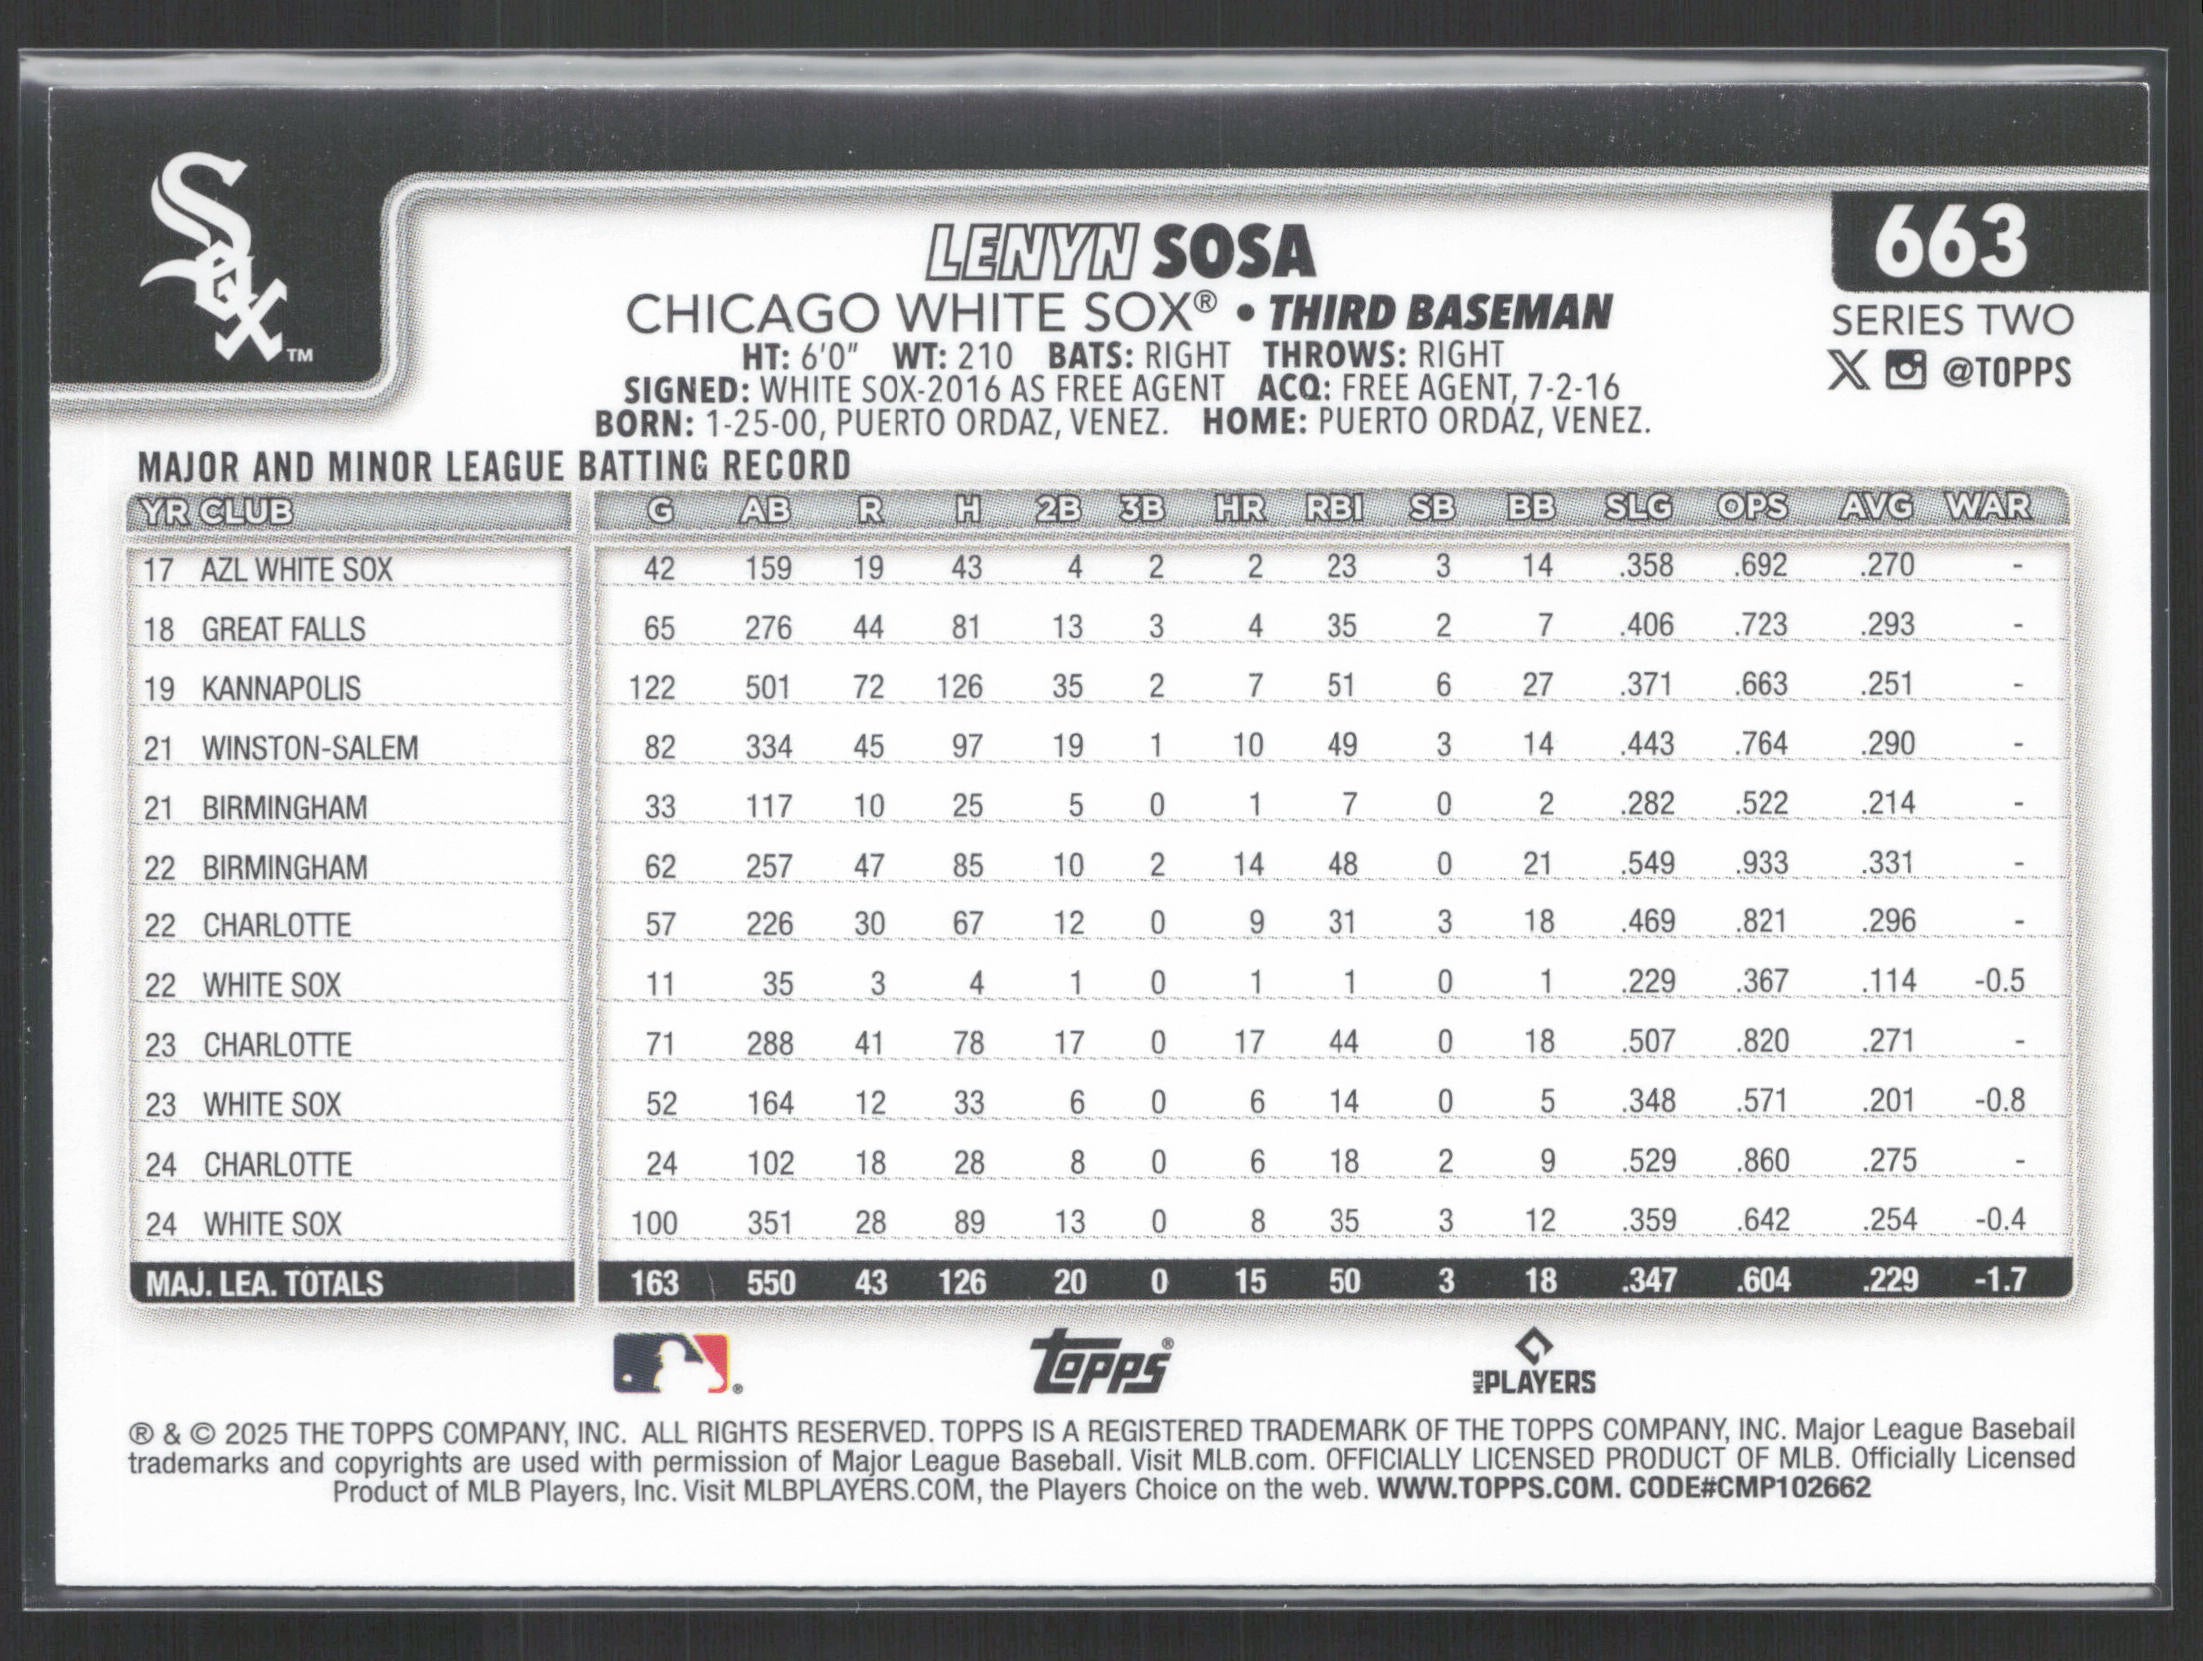 Sox™
LENYN SOSA
663
CHICAGO WHITE SOX® • THIRD BASEMAN
SERIES TWO
HT: 6'0" WT: 210 BATS: RIGHT THROWS: RIGHT
@TOPPS
SIGNED: WHITE SOX-2016 AS FREE AGENT ACQ: FREE AGENT, 7-2-16
BORN: 1-25-00, PUERTO ORDAZ, VENEZ. HOME: PUERTO ORDAZ, VENEZ.
MAJOR AND MINOR LEAGUE BATTING RECORD
YR CLUB G AB R H 2B 3B HR RBI SB BB SLG OPS AVG WAR
17 AZL WHITE SOX 42 159 19 43 4 2 2 23 3 14 .358 .692 .270 -
18 GREAT FALLS 65 276 44 81 13 3 4 35 2 7 .406 .723 .293 -
19 KANNAPOLIS 122 501 72 126 35 2 7 51 6 27 .371 .663 .251 -
21 WINSTON-SALEM 82 334 45 97 19 1 10 49 3 14 .443 .764 .290 -
21 BIRMINGHAM 33 117 10 25 5 0 1 7 0 2 .282 .522 .214 -
22 BIRMINGHAM 62 257 47 85 10 2 14 48 0 21 .549 .933 .331 -
22 CHARLOTTE 57 226 30 67 12 0 9 31 3 18 .469 .821 .296 -
22 WHITE SOX 11 35 3 4 1 0 1 1 0 1 .229 .367 .114 -0.5
23 CHARLOTTE 71 288 41 78 17 0 17 44 0 18 .507 .820 .271 -
23 WHITE SOX 52 164 12 33 6 0 6 14 0 5 .348 .571 .201 -0.8
24 CHARLOTTE 24 102 18 28 8 0 6 18 2 9 .529 .860 .275 -
24 WHITE SOX 100 351 28 89 13 0 8 35 3 12 .359 .642 .254 -0.4
MAJ. LEA. TOTALS 163 550 43 126 20 0 15 50 3 18 .347 .604 .229 -1.7
® topps® MLB PLAYERS
® & © 2025 THE TOPPS COMPANY, INC. ALL RIGHTS RESERVED. TOPPS IS A REGISTERED TRADEMARK OF THE TOPPS COMPANY, INC. Major League Baseball
trademarks and copyrights are used with permission of Major League Baseball. Visit MLB.com. OFFICIALLY LICENSED PRODUCT OF MLB. Officially Licensed
Product of MLB Players, Inc. Visit MLBPLAYERS.COM, the Players Choice on the web. WWW.TOPPS.COM. CODE#CMP102662